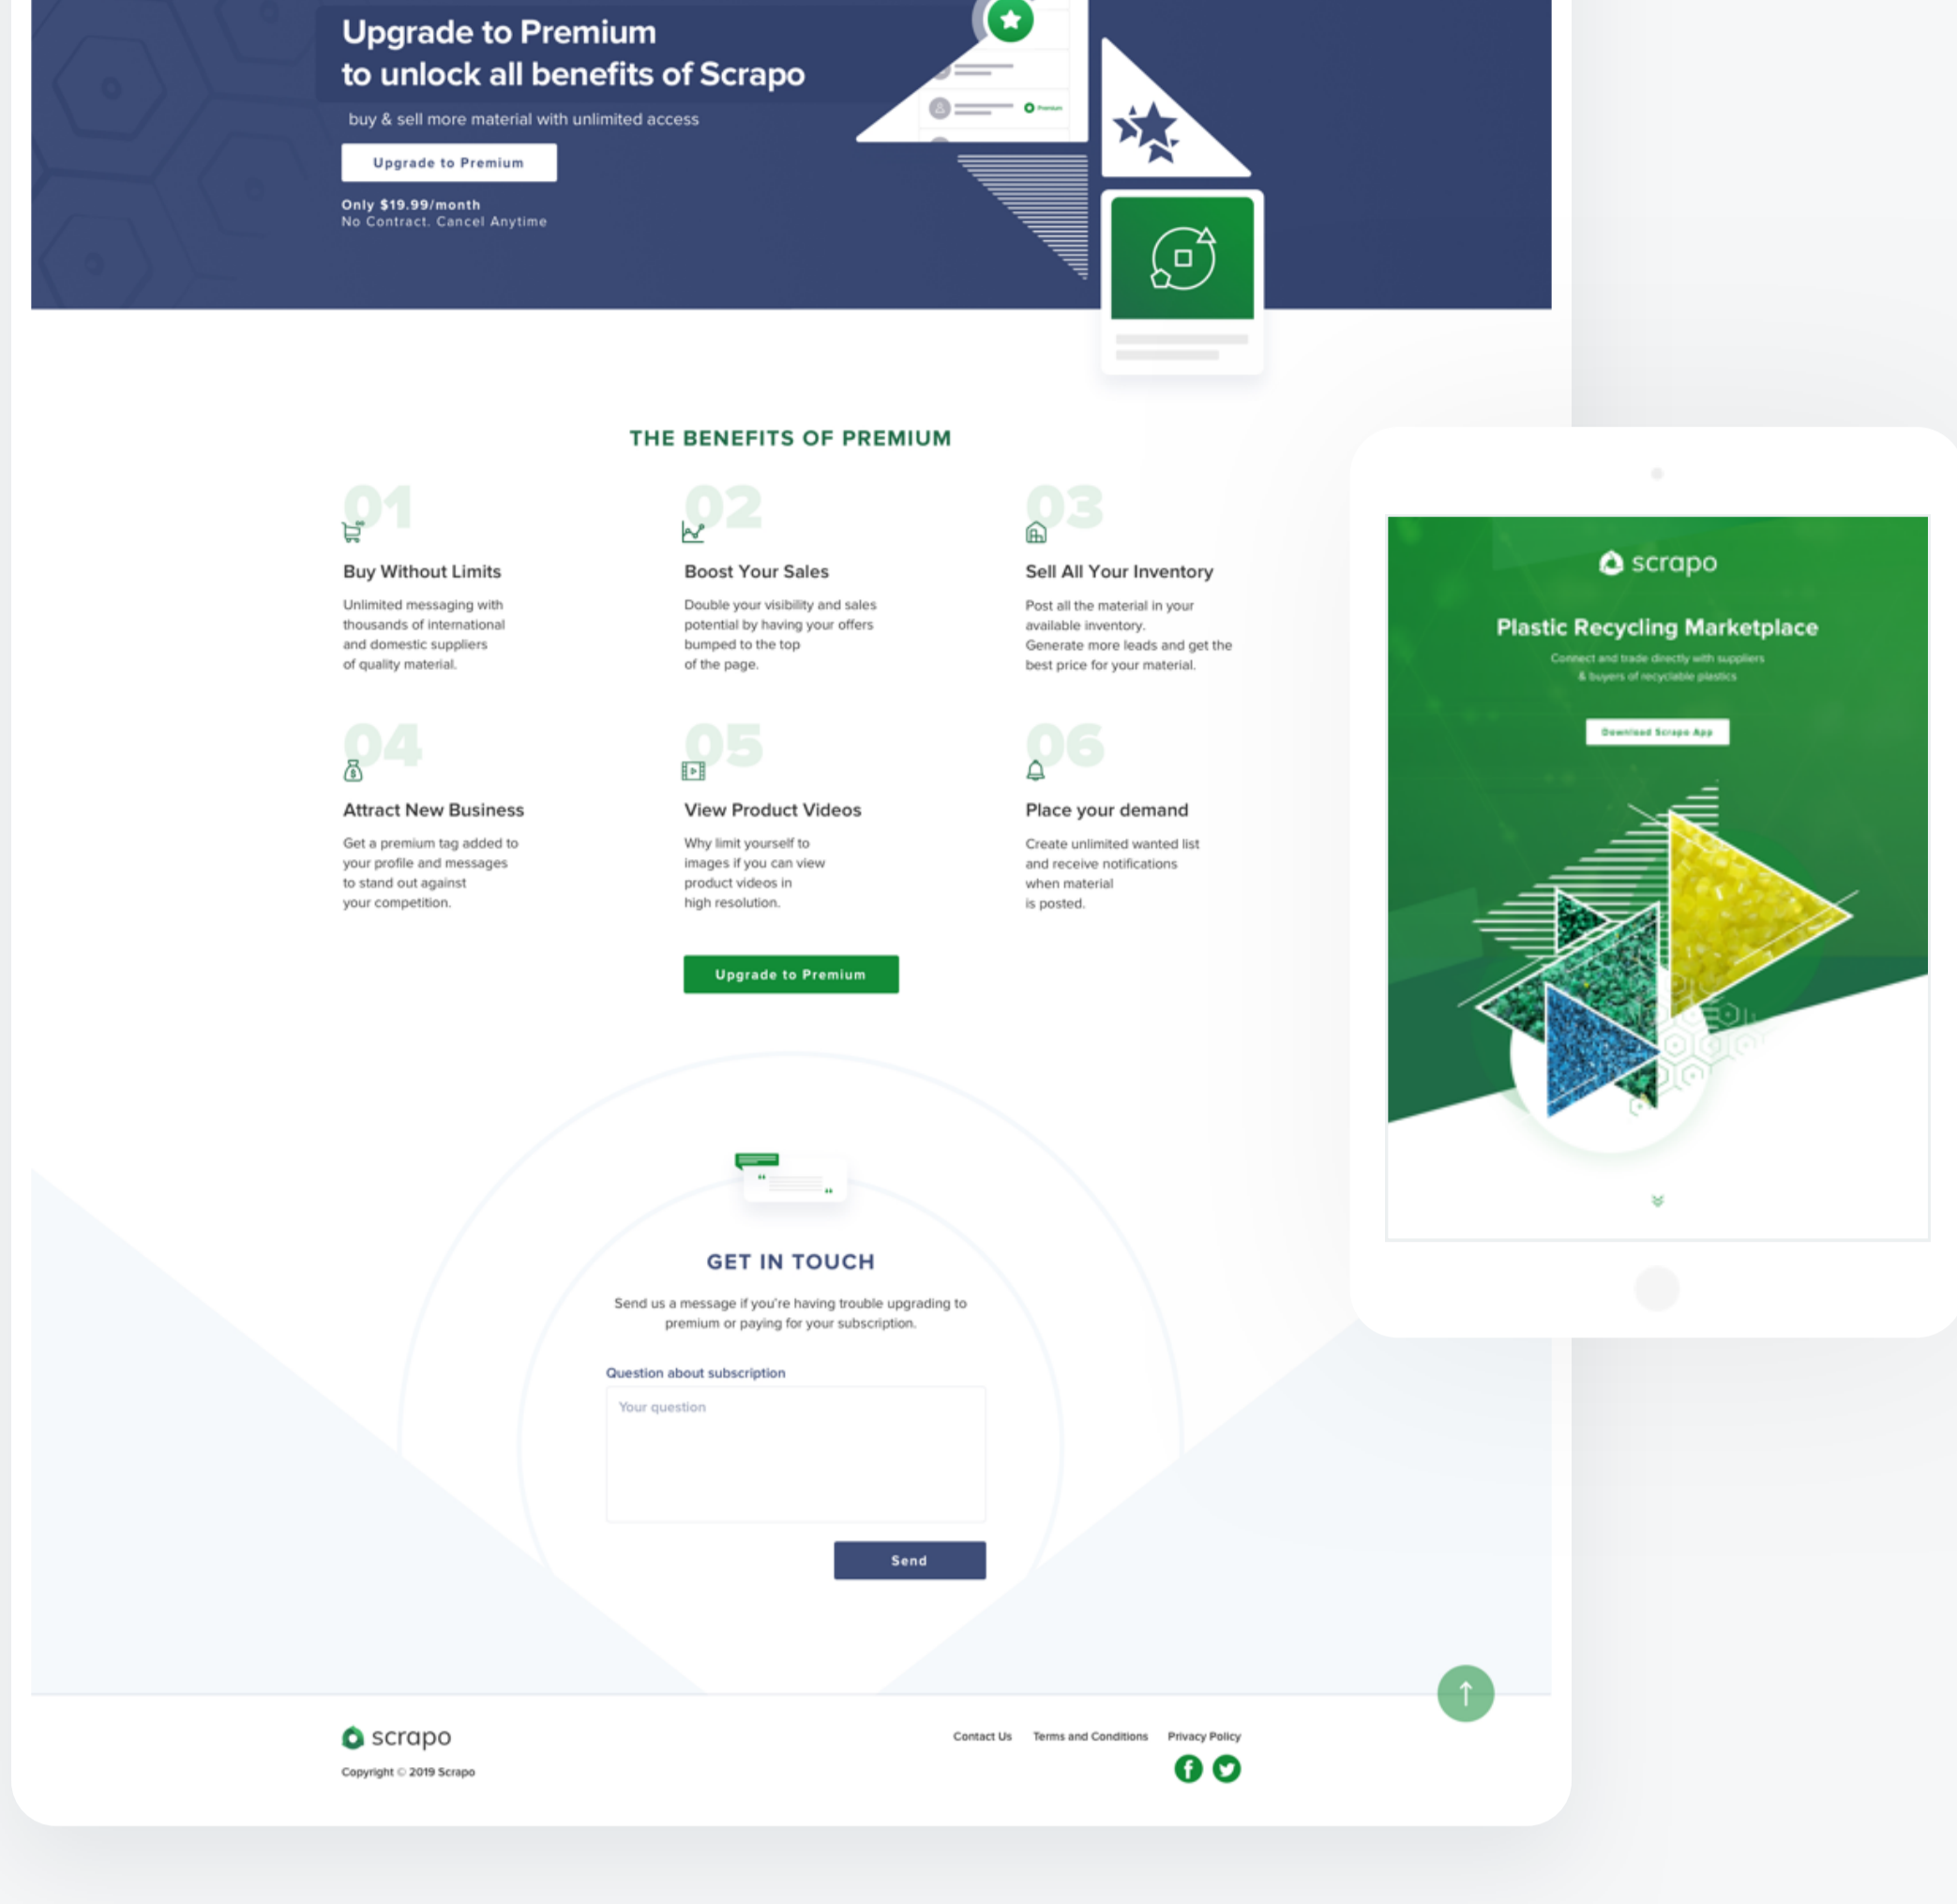 Upgrade to Premium
to unlock all benefits of Scrapo
buy & sell more material with unlimited access
Upgrade to Premium
Only $19.99/month
No Contract. Cancel Anytime
Premium
THE BENEFITS OF PREMIUM
01
Buy Without Limits
Unlimited messaging with
thousands of international
and domestic suppliers
of quality material.
02
Boost Your Sales
Double your visibility and sales
potential by having your offers
bumped to the top
of the page.
03
Sell All Your Inventory
Post all the material in your
available inventory.
Generate more leads and get the
best price for your material.
04
Attract New Business
Get a premium tag added to
your profile and messages
to stand out against
your competition.
05
View Product Videos
Why limit yourself to
images if you can view
product videos in
high resolution.
06
Place your demand
Create unlimited wanted list
and receive notifications
when material
is posted.
Upgrade to Premium
GET IN TOUCH
Send us a message if you're having trouble upgrading to
premium or paying for your subscription.
Question about subscription
Your question
Send
scrapo
Copyright © 2019 Scrapo
Contact Us Terms and Conditions Privacy Policy
scrapo
Plastic Recycling Marketplace
Connect and trade directly with suppliers
& buyers of recyclable plastics
Download Scrapo App